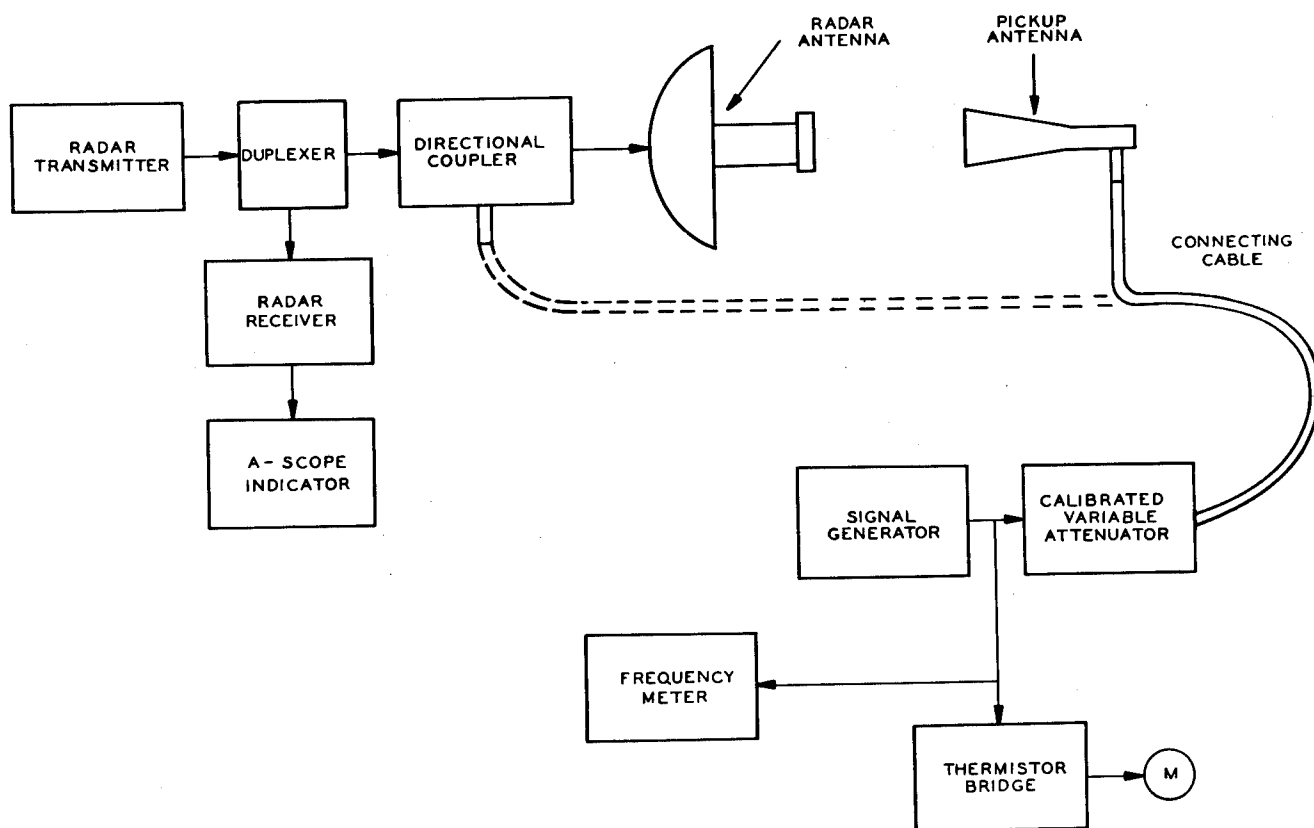 RADAR
ANTENNA
PICKUP
ANTENNA
RADAR
TRANSMITTER
DUPLEXER
DIRECTIONAL
COUPLER
CONNECTING
CABLE
RADAR
RECEIVER
A- SCOPE
INDICATOR
SIGNAL
GENERATOR
CALIBRATED
VARIABLE
ATTENUATOR
FREQUENCY
METER
THERMISTOR
BRIDGE
M